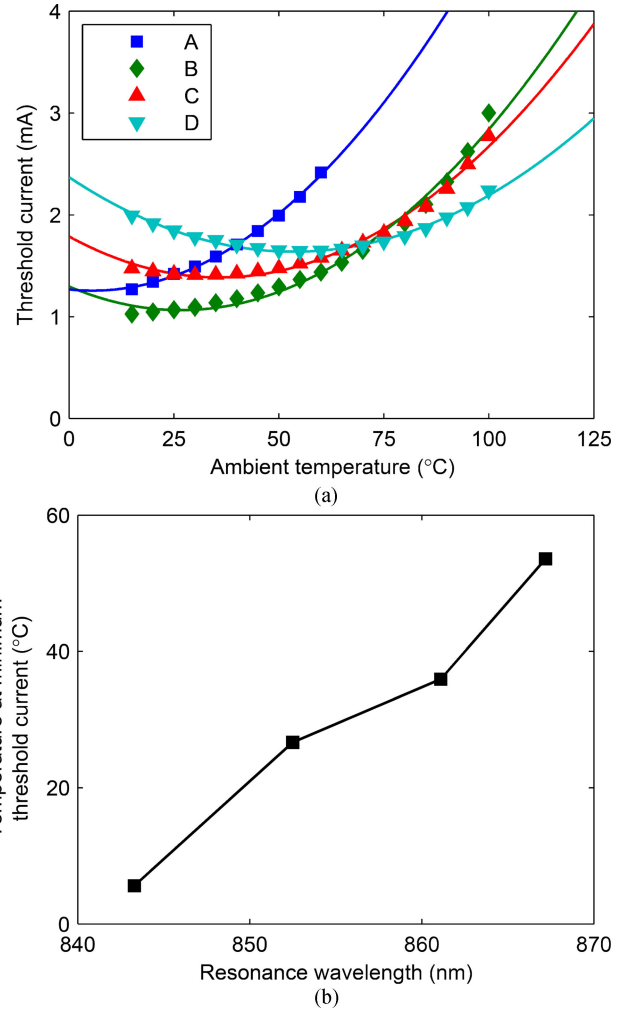 4
3
2
1
0
Threshold current (mA)
A
B
C
D
0 25 50 75 100 125
Ambient temperature (°C)
(a)
60
40
20
0
threshold current (°C)
840 850 860 870
Resonance wavelength (nm)
(b)